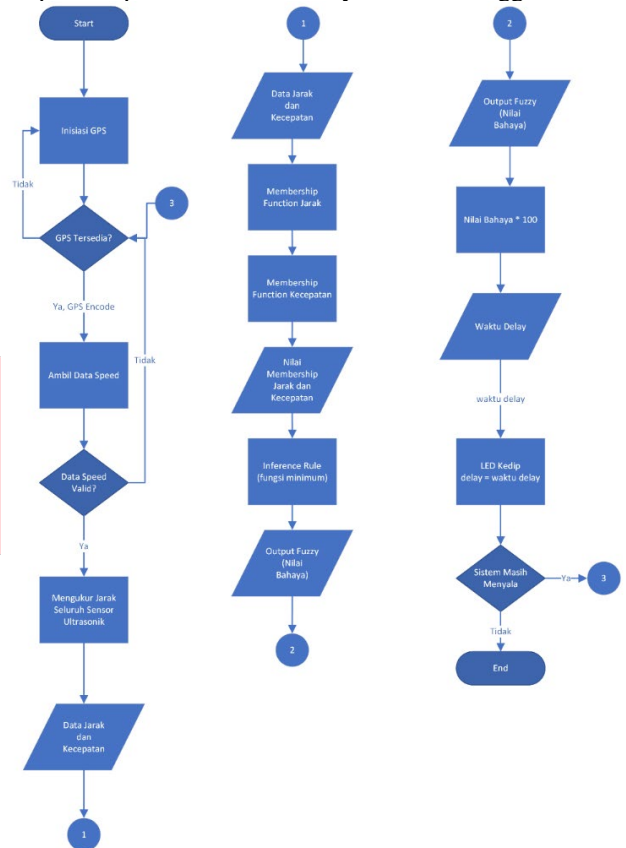 Start
Inisiasi GPS
Tidak
3
GPS Tersedia?
Ya, GPS Encode
Ambil Data Speed
Tidak
Data Speed
Valid?
Ya
Mengukur Jarak
Seluruh Sensor
Ultrasonik
Data Jarak
dan
Kecepatan
1
1
Data Jarak
dan
Kecepatan
Membership
Function Jarak
Membership
Function Kecepatan
Nilai
Membership
Jarak dan
Kecepatan
Inference Rule
(fungsi minimum)
Output Fuzzy
(Nilai
Bahaya)
2
2
Output Fuzzy
(Nilai
Bahaya)
Nilai Bahaya * 100
Waktu Delay
waktu delay
LED Kedip
delay = waktu delay
Sistem Masih
Menyala
Ya
3
Tidak
End